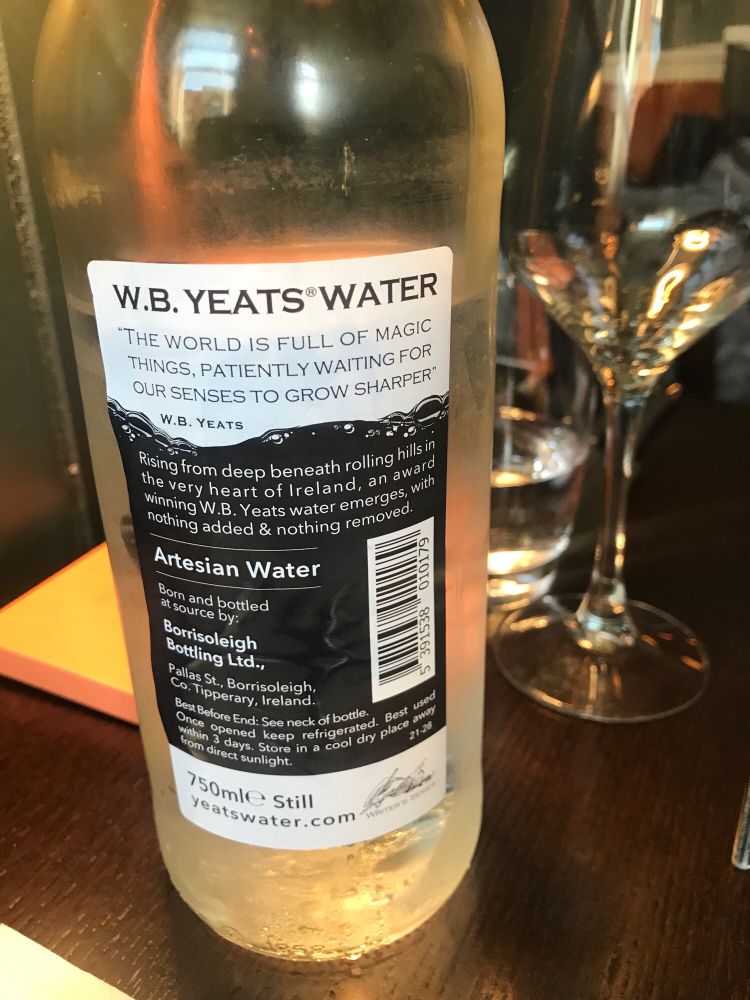 W.B. YEATS® WATER
"THE WORLD IS FULL OF MAGIC
THINGS, PATIENTLY WAITING FOR
OUR SENSES TO GROW SHARPER"
W.B. YEATS
Rising from deep beneath rolling hills in
the very heart of Ireland, an award
winning W.B. Yeats water emerges, with
nothing added & nothing removed.
Artesian Water
Born and bottled
at source by:
Borrisoleigh
Bottling Ltd.,
Pallas St., Borrisoleigh,
Co. Tipperary, Ireland.
5 391538 010179
Best Before End: See neck of bottle.
Once opened keep refrigerated. Best used
within 3 days. Store in a cool dry place away
from direct sunlight.
21-28
750ml℮ Still
yeatswater.com
WRITER'S SERIES